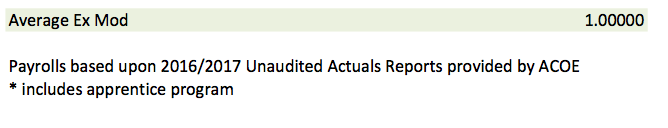 Average Ex Mod 1.00000
Payrolls based upon 2016/2017 Unaudited Actuals Reports provided by ACOE
* includes apprentice program